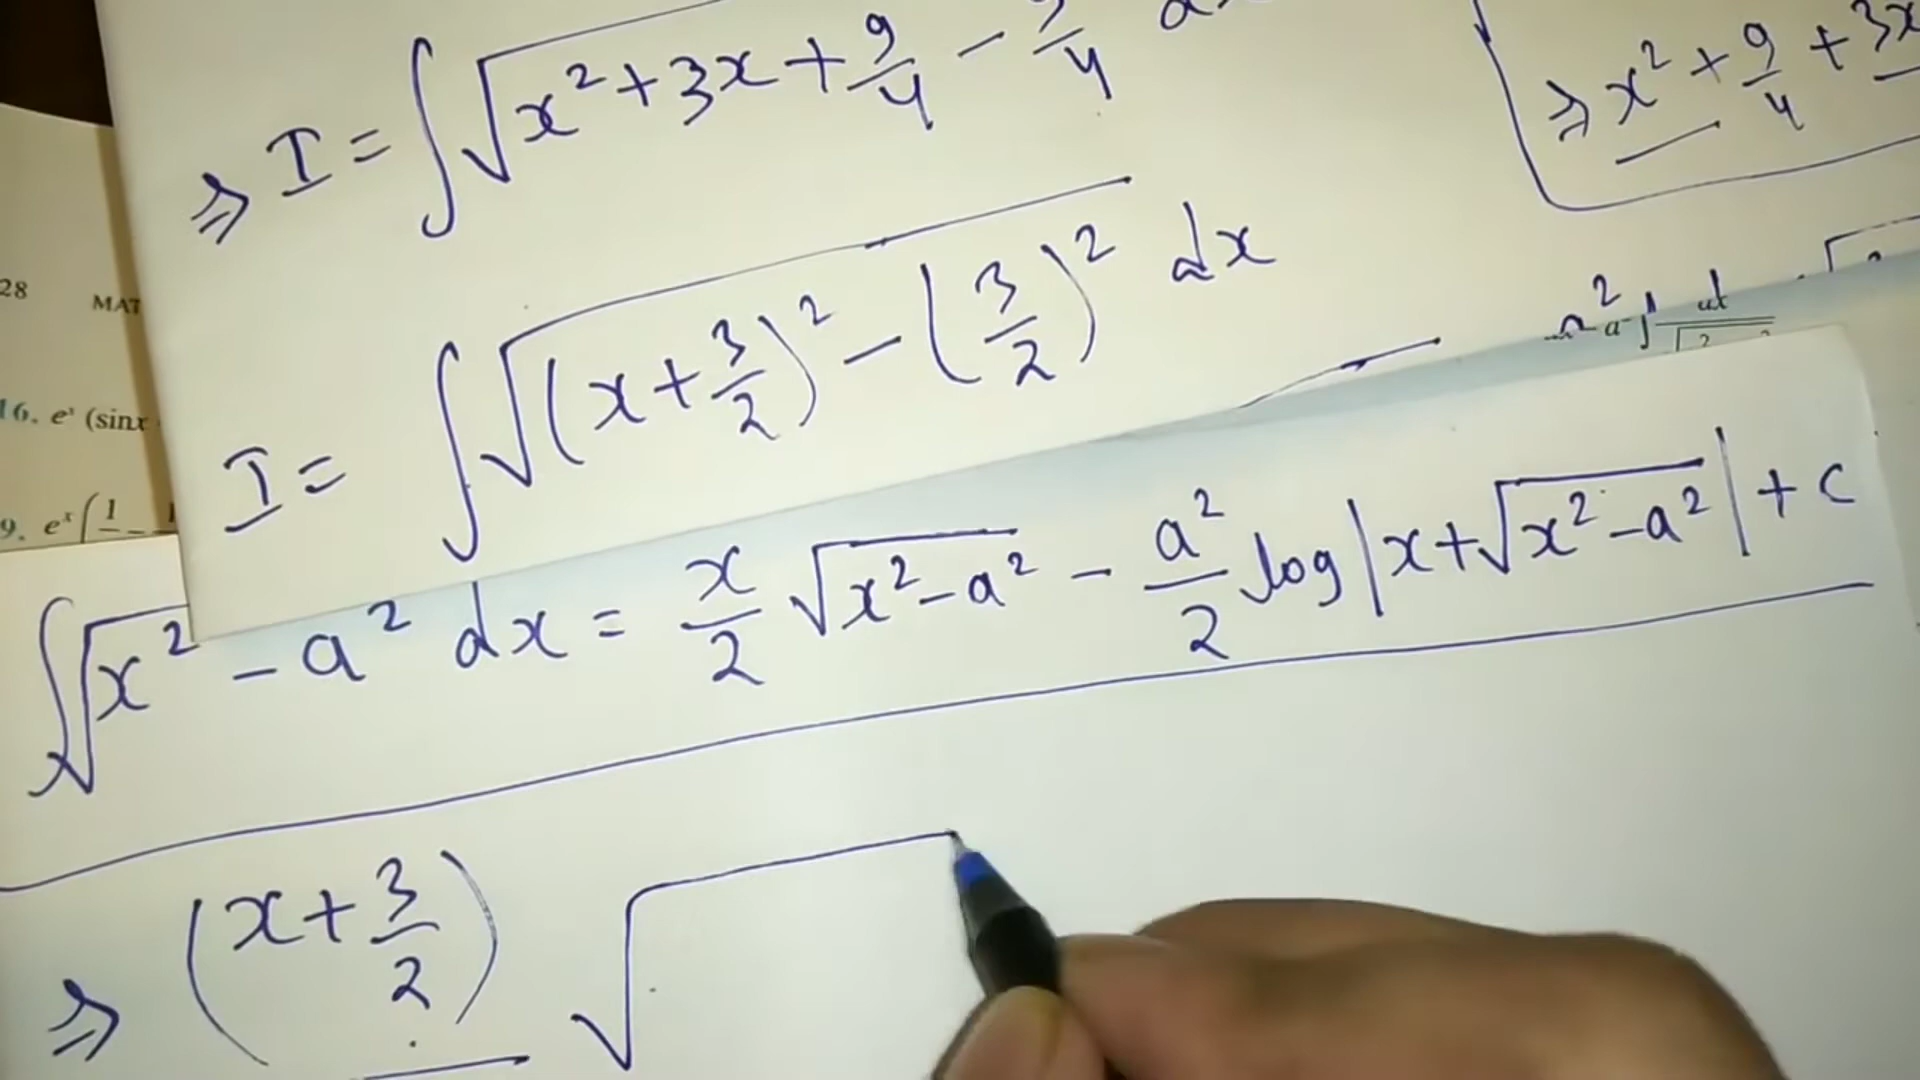 ⇒ I = ∫√x² + 3x + 9/4 − 9/4 dx
⇒ x² + 9/4 + 3x
I = ∫√(x + 3/2)² − (3/2)² dx
28 MAT
16. eˣ (sinx
9. eˣ(1
∫√x² − a² dx = x/2 √x² − a² − a²/2 log|x + √x² − a²| + c
⇒ (x + 3/2) √